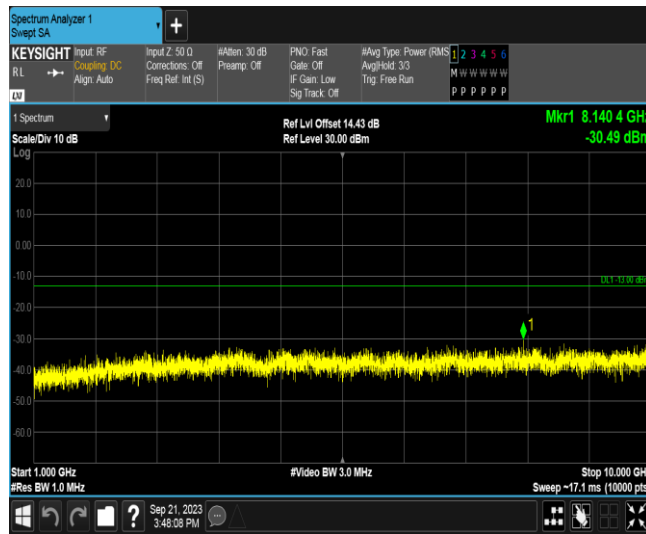 Spectrum Analyzer 1
Swept SA
+
KEYSIGHT
RL
LXI
Input: RF
Coupling: DC
Align: Auto
Input Z: 50 Ω
Corrections: Off
Freq Ref: Int (S)
#Atten: 30 dB
Preamp: Off
PNO: Fast
Gate: Off
IF Gain: Low
Sig Track: Off
#Avg Type: Power (RMS
Avg|Hold: 3/3
Trig: Free Run
1 2 3 4 5 6
M W W W W W
P P P P P P
1 Spectrum
Scale/Div 10 dB
Ref Lvl Offset 14.43 dB
Ref Level 30.00 dBm
Mkr1 8.140 4 GHz
-30.49 dBm
Log
20.0
10.0
0.00
-10.0
DL1 -13.00 dBm
-20.0
1
-30.0
-40.0
-50.0
-60.0
Start 1.000 GHz
#Res BW 1.0 MHz
#Video BW 3.0 MHz
Stop 10.000 GH
Sweep ~17.1 ms (10000 pts
?
Sep 21, 2023
3:48:08 PM